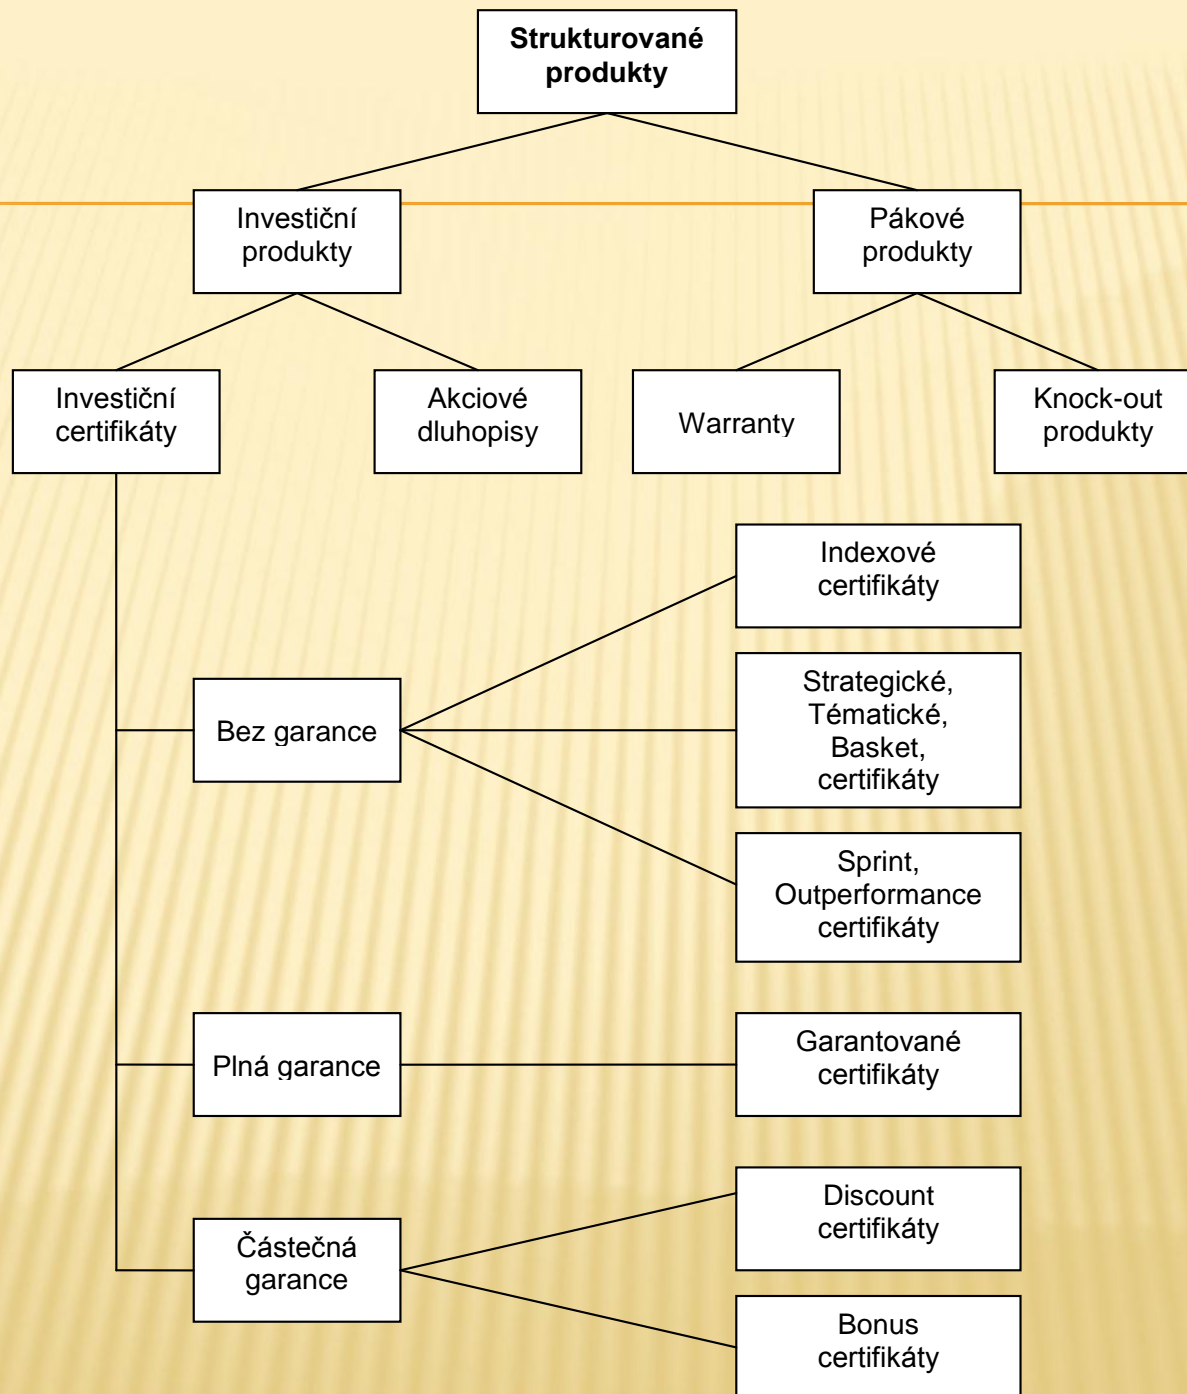 Strukturované
produkty
Investiční
produkty
Pákové
produkty
Investiční
certifikáty
Akciové
dluhopisy
Warranty
Knock-out
produkty
Indexové
certifikáty
Bez garance
Strategické,
Tématické,
Basket,
certifikáty
Sprint,
Outperformance
certifikáty
Plná garance
Garantované
certifikáty
Částečná
garance
Discount
certifikáty
Bonus
certifikáty